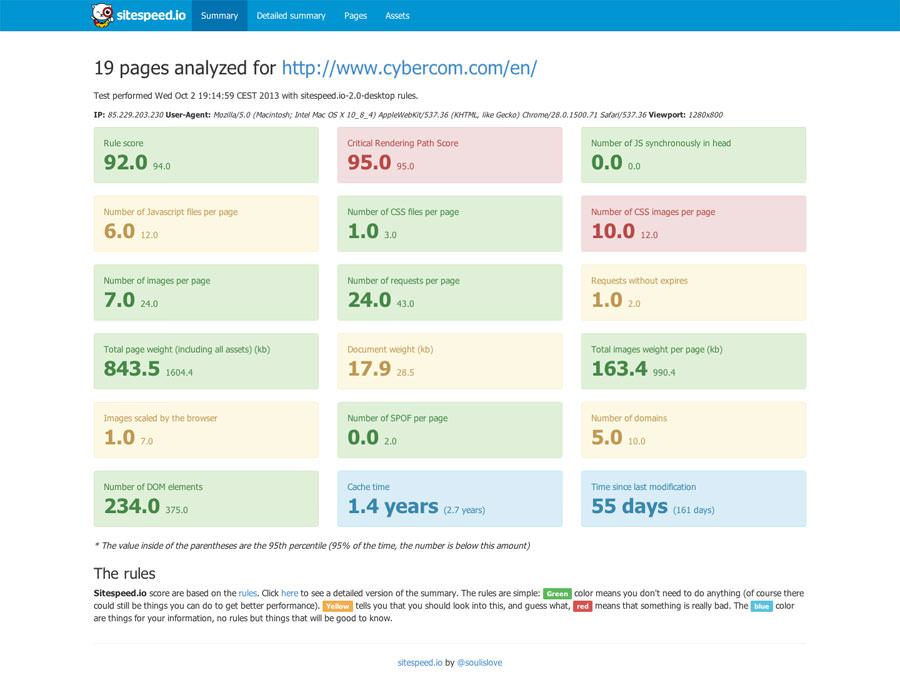 sitespeed.io Summary Detailed summary Pages Assets
19 pages analyzed for http://www.cybercom.com/en/
Test performed Wed Oct 2 19:14:59 CEST 2013 with sitespeed.io-2.0-desktop rules.
IP: 85.229.203.230 User-Agent: Mozilla/5.0 (Macintosh; Intel Mac OS X 10_8_4) AppleWebKit/537.36 (KHTML, like Gecko) Chrome/28.0.1500.71 Safari/537.36 Viewport: 1280x800
Rule score
92.0 94.0
Critical Rendering Path Score
95.0 95.0
Number of JS synchronously in head
0.0 0.0
Number of Javascript files per page
6.0 12.0
Number of CSS files per page
1.0 3.0
Number of CSS images per page
10.0 12.0
Number of images per page
7.0 24.0
Number of requests per page
24.0 43.0
Requests without expires
1.0 2.0
Total page weight (including all assets) (kb)
843.5 1604.4
Document weight (kb)
17.9 28.5
Total images weight per page (kb)
163.4 990.4
Images scaled by the browser
1.0 7.0
Number of SPOF per page
0.0 2.0
Number of domains
5.0 10.0
Number of DOM elements
234.0 375.0
Cache time
1.4 years (2.7 years)
Time since last modification
55 days (161 days)
* The value inside of the parentheses are the 95th percentile (95% of the time, the number is below this amount)
The rules
Sitespeed.io score are based on the rules. Click here to see a detailed version of the summary. The rules are simple: Green color means you don't need to do anything (of course there
could still be things you can do to get better performance). Yellow tells you that you should look into this, and guess what, red means that something is really bad. The blue color
are things for your information, no rules but things that will be good to know.
sitespeed.io by @soulislove